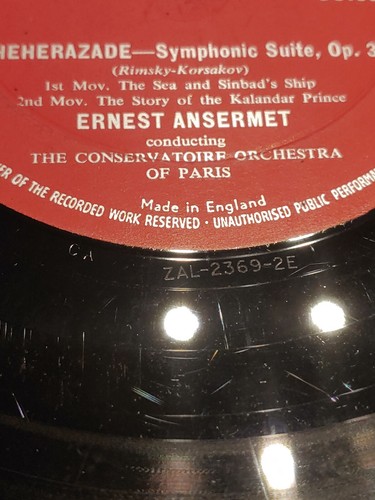 HEHERAZADE—Symphonic Suite, Op. 3
(Rimsky-Korsakov)
1st Mov. The Sea and Sinbad's Ship
2nd Mov. The Story of the Kalandar Prince
ERNEST ANSERMET
conducting
THE CONSERVATOIRE ORCHESTRA
OF PARIS
Made in England
ER OF THE RECORDED WORK RESERVED · UNAUTHORISED PUBLIC PERFORMA
CA
ZAL-2369-2E